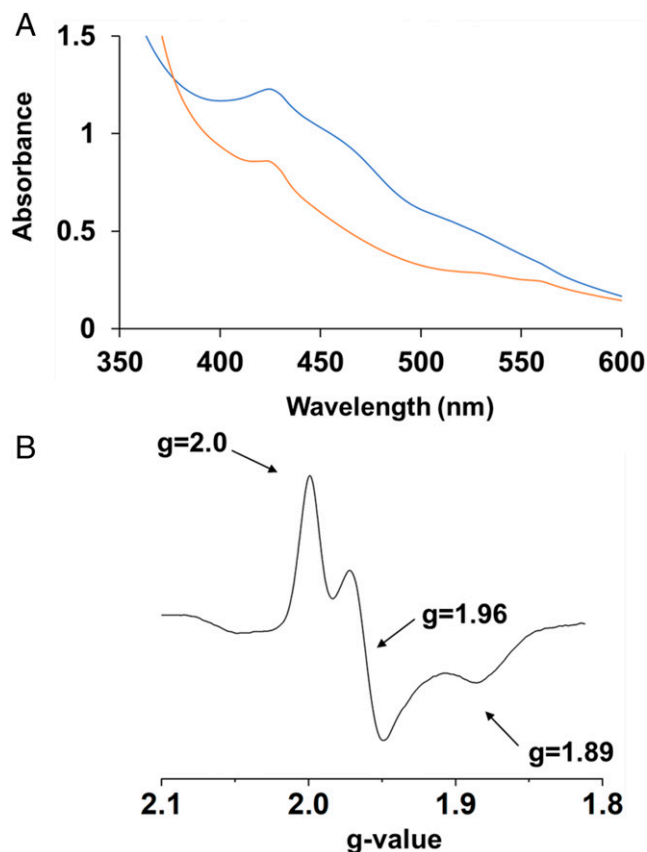 A
1.5
1
0.5
0
Absorbance
350 400 450 500 550 600
Wavelength (nm)
B
g=2.0
g=1.96
g=1.89
2.1 2.0 1.9 1.8
g-value